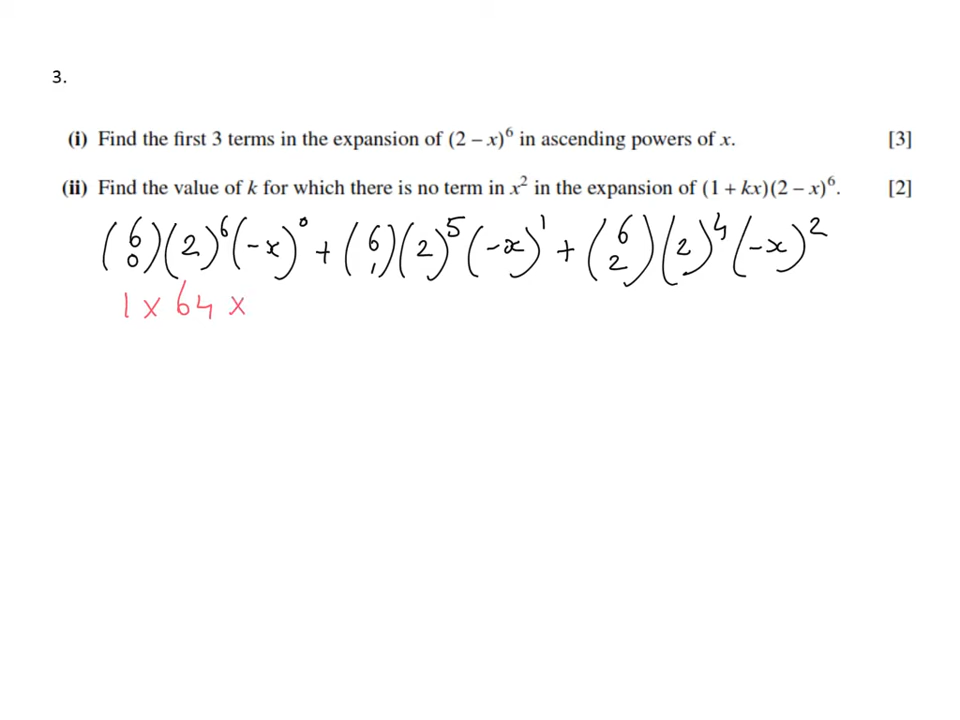 3.
(i) Find the first 3 terms in the expansion of (2 − x)⁶ in ascending powers of x. [3]
(ii) Find the value of k for which there is no term in x² in the expansion of (1 + kx)(2 − x)⁶. [2]
(6 0)(2)⁶(−x)⁰ + (6 1)(2)⁵(−x)¹ + (6 2)(2)⁴(−x)²
1 × 64 ×